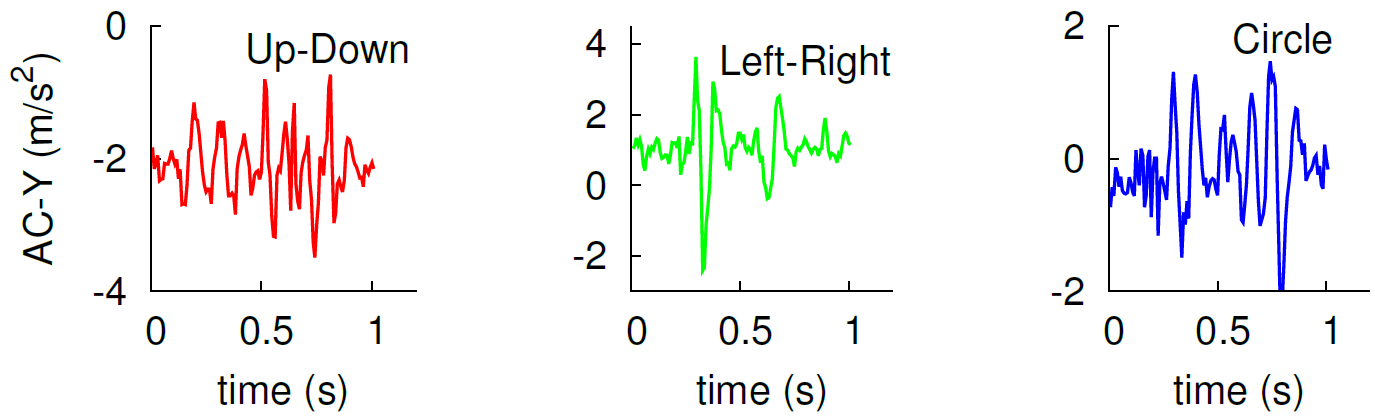 AC-Y (m/s²)
0
-2
-4
Up-Down
0 0.5 1
time (s)
4
2
0
-2
Left-Right
0 0.5 1
time (s)
2
0
-2
Circle
0 0.5 1
time (s)